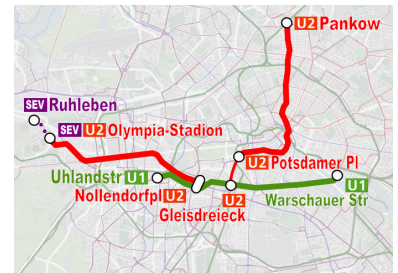 U2 Pankow
SEV Ruhleben
SEV U2 Olympia-Stadion
U2 Potsdamer Pl
Uhlandstr U1
U1
Nollendorfpl U2
U2
Warschauer Str
Gleisdreieck